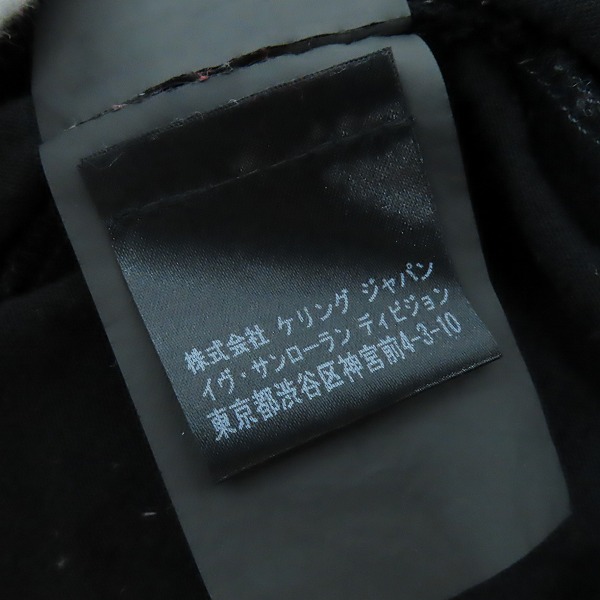 株式会社 ケリング ジャパン
イヴ・サンローラン ディビジョン
東京都渋谷区神宮前4-3-10